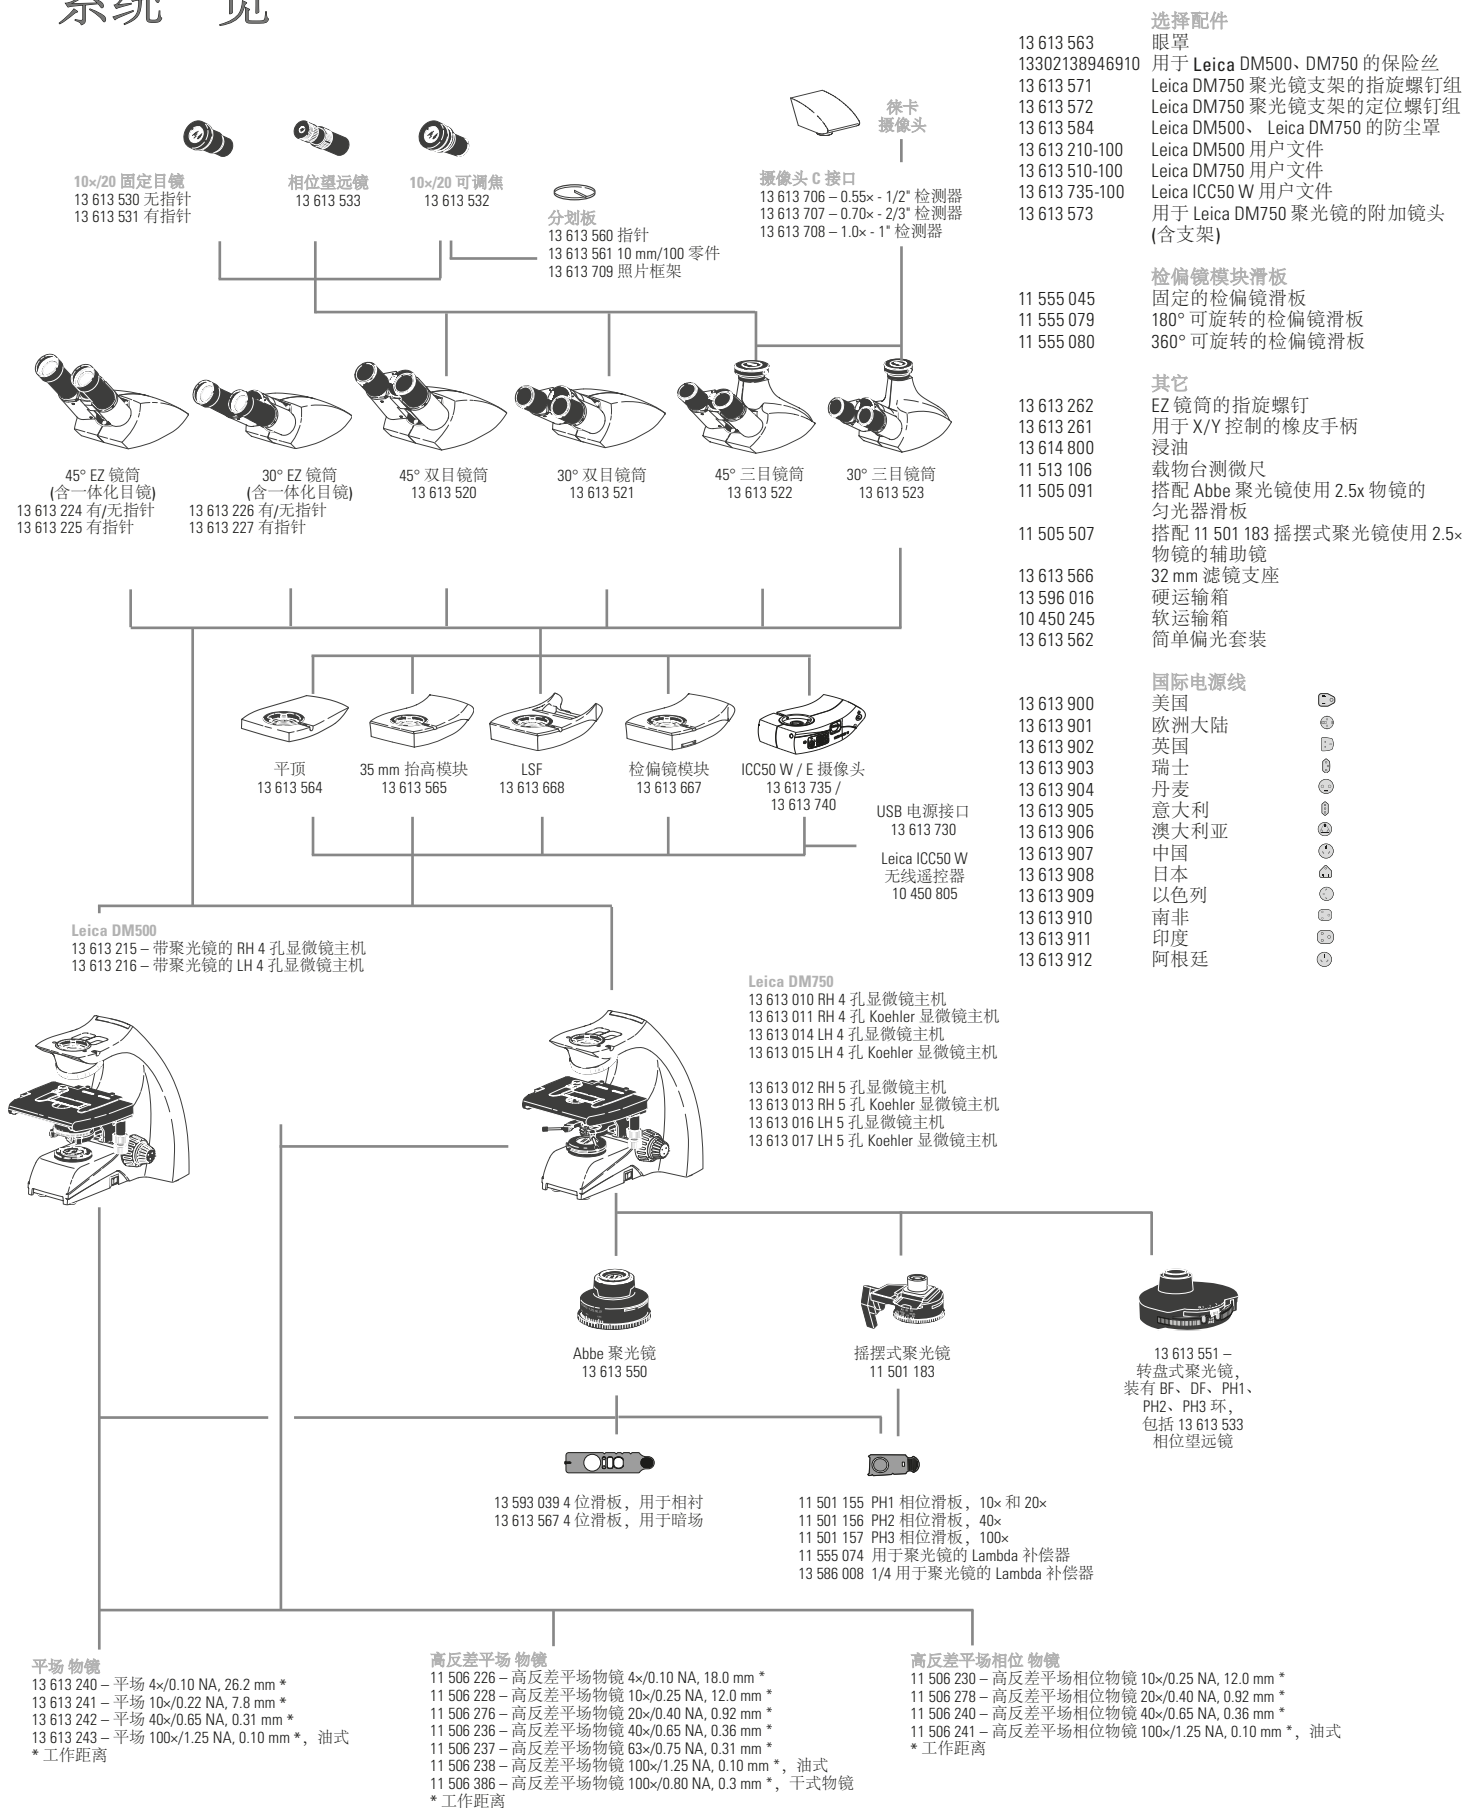 系统一览
10×/20 固定目镜
13 613 530 无指针
13 613 531 有指针
相位望远镜
13 613 533
10×/20 可调焦
13 613 532
分划板
13 613 560 指针
13 613 561 10 mm/100 零件
13 613 709 照片框架
徕卡
摄像头
摄像头 C 接口
13 613 706 – 0.55× - 1/2" 检测器
13 613 707 – 0.70× - 2/3" 检测器
13 613 708 – 1.0× - 1" 检测器
45° EZ 镜筒
(含一体化目镜)
13 613 224 有/无指针
13 613 225 有指针
30° EZ 镜筒
(含一体化目镜)
13 613 226 有/无指针
13 613 227 有指针
45° 双目镜筒
13 613 520
30° 双目镜筒
13 613 521
45° 三目镜筒
13 613 522
30° 三目镜筒
13 613 523
平顶
13 613 564
35 mm 抬高模块
13 613 565
LSF
13 613 668
检偏镜模块
13 613 667
ICC50 W / E 摄像头
13 613 735 /
13 613 740
USB 电源接口
13 613 730
Leica ICC50 W
无线遥控器
10 450 805
Leica DM500
13 613 215 – 带聚光镜的 RH 4 孔显微镜主机
13 613 216 – 带聚光镜的 LH 4 孔显微镜主机
Leica DM750
13 613 010 RH 4 孔显微镜主机
13 613 011 RH 4 孔 Koehler 显微镜主机
13 613 014 LH 4 孔显微镜主机
13 613 015 LH 4 孔 Koehler 显微镜主机
13 613 012 RH 5 孔显微镜主机
13 613 013 RH 5 孔 Koehler 显微镜主机
13 613 016 LH 5 孔显微镜主机
13 613 017 LH 5 孔 Koehler 显微镜主机
Abbe 聚光镜
13 613 550
摇摆式聚光镜
11 501 183
13 613 551 –
转盘式聚光镜，
装有 BF、DF、PH1、
PH2、PH3 环，
包括 13 613 533
相位望远镜
13 593 039 4 位滑板，用于相衬
13 613 567 4 位滑板，用于暗场
11 501 155 PH1 相位滑板，10× 和 20×
11 501 156 PH2 相位滑板，40×
11 501 157 PH3 相位滑板，100×
11 555 074 用于聚光镜的 Lambda 补偿器
13 586 008 1/4 用于聚光镜的 Lambda 补偿器
平场 物镜
13 613 240 – 平场 4×/0.10 NA, 26.2 mm *
13 613 241 – 平场 10×/0.22 NA, 7.8 mm *
13 613 242 – 平场 40×/0.65 NA, 0.31 mm *
13 613 243 – 平场 100×/1.25 NA, 0.10 mm *，油式
* 工作距离
高反差平场 物镜
11 506 226 – 高反差平场物镜 4×/0.10 NA, 18.0 mm *
11 506 228 – 高反差平场物镜 10×/0.25 NA, 12.0 mm *
11 506 276 – 高反差平场物镜 20×/0.40 NA, 0.92 mm *
11 506 236 – 高反差平场物镜 40×/0.65 NA, 0.36 mm *
11 506 237 – 高反差平场物镜 63×/0.75 NA, 0.31 mm *
11 506 238 – 高反差平场物镜 100×/1.25 NA, 0.10 mm *，油式
11 506 386 – 高反差平场物镜 100×/0.80 NA, 0.3 mm *，干式物镜
* 工作距离
高反差平场相位 物镜
11 506 230 – 高反差平场相位物镜 10×/0.25 NA, 12.0 mm *
11 506 278 – 高反差平场相位物镜 20×/0.40 NA, 0.92 mm *
11 506 240 – 高反差平场相位物镜 40×/0.65 NA, 0.36 mm *
11 506 241 – 高反差平场相位物镜 100×/1.25 NA, 0.10 mm *，油式
* 工作距离
选择配件
13 613 563 眼罩
13302138946910 用于 Leica DM500、DM750 的保险丝
13 613 571 Leica DM750 聚光镜支架的指旋螺钉组
13 613 572 Leica DM750 聚光镜支架的定位螺钉组
13 613 584 Leica DM500、 Leica DM750 的防尘罩
13 613 210-100 Leica DM500 用户文件
13 613 510-100 Leica DM750 用户文件
13 613 735-100 Leica ICC50 W 用户文件
13 613 573 用于 Leica DM750 聚光镜的附加镜头
(含支架)
检偏镜模块滑板
11 555 045 固定的检偏镜滑板
11 555 079 180° 可旋转的检偏镜滑板
11 555 080 360° 可旋转的检偏镜滑板
其它
13 613 262 EZ 镜筒的指旋螺钉
13 613 261 用于 X/Y 控制的橡皮手柄
13 614 800 浸油
11 513 106 载物台测微尺
11 505 091 搭配 Abbe 聚光镜使用 2.5x 物镜的
匀光器滑板
11 505 507 搭配 11 501 183 摇摆式聚光镜使用 2.5×
物镜的辅助镜
13 613 566 32 mm 滤镜支座
13 596 016 硬运输箱
10 450 245 软运输箱
13 613 562 简单偏光套装
国际电源线
13 613 900 美国
13 613 901 欧洲大陆
13 613 902 英国
13 613 903 瑞士
13 613 904 丹麦
13 613 905 意大利
13 613 906 澳大利亚
13 613 907 中国
13 613 908 日本
13 613 909 以色列
13 613 910 南非
13 613 911 印度
13 613 912 阿根廷